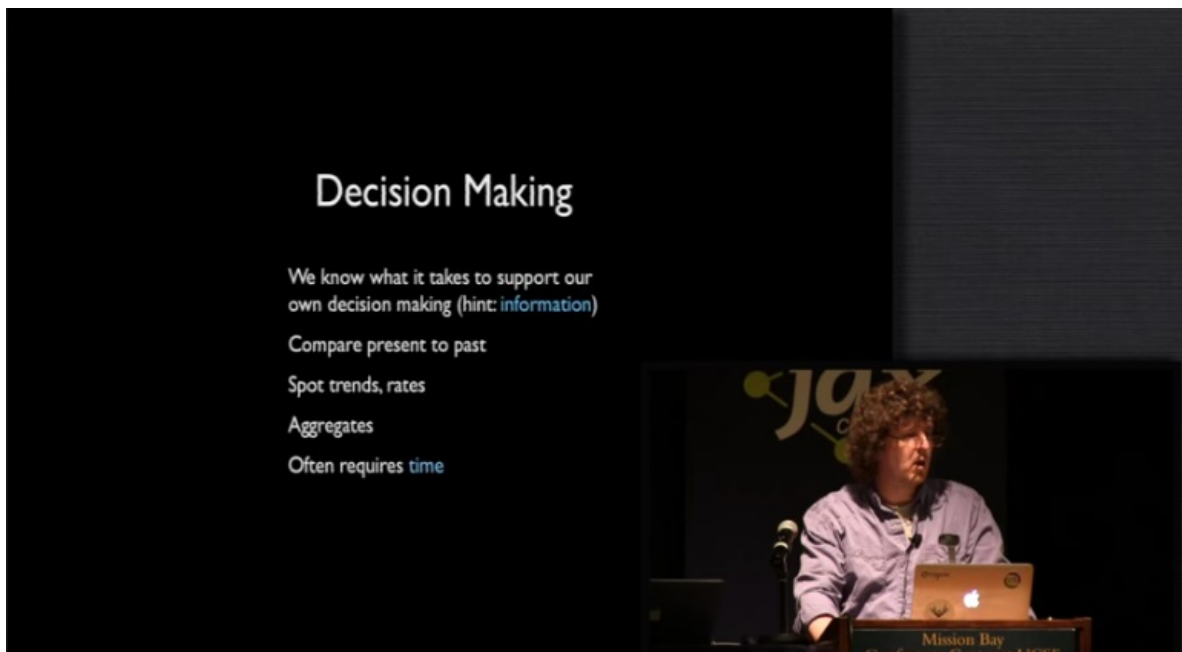 Decision Making
We know what it takes to support our
own decision making (hint: information)
Compare present to past
Spot trends, rates
Aggregates
Often requires time
jax
Mission Bay